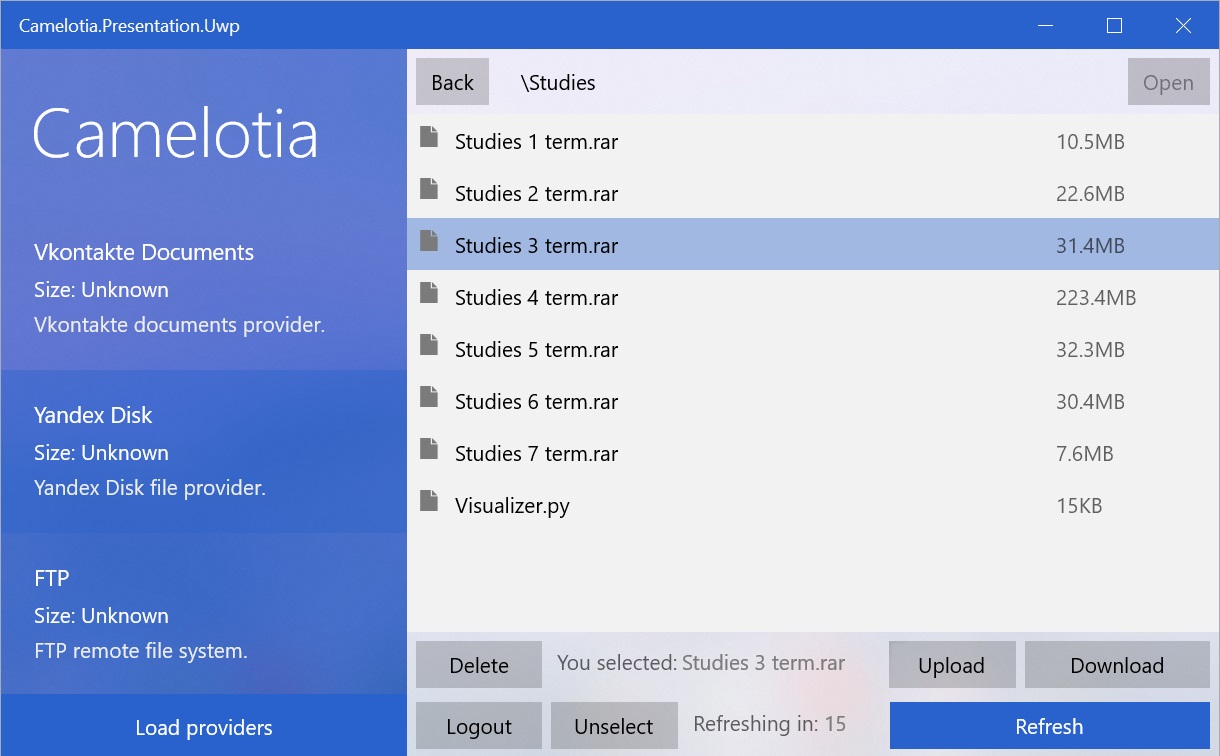 Camelotia.Presentation.Uwp
Camelotia
Vkontakte Documents
Size: Unknown
Vkontakte documents provider.
Yandex Disk
Size: Unknown
Yandex Disk file provider.
FTP
Size: Unknown
FTP remote file system.
Load providers
Back \Studies Open
Studies 1 term.rar 10.5MB
Studies 2 term.rar 22.6MB
Studies 3 term.rar 31.4MB
Studies 4 term.rar 223.4MB
Studies 5 term.rar 32.3MB
Studies 6 term.rar 30.4MB
Studies 7 term.rar 7.6MB
Visualizer.py 15KB
Delete You selected: Studies 3 term.rar Upload Download
Logout Unselect Refreshing in: 15 Refresh